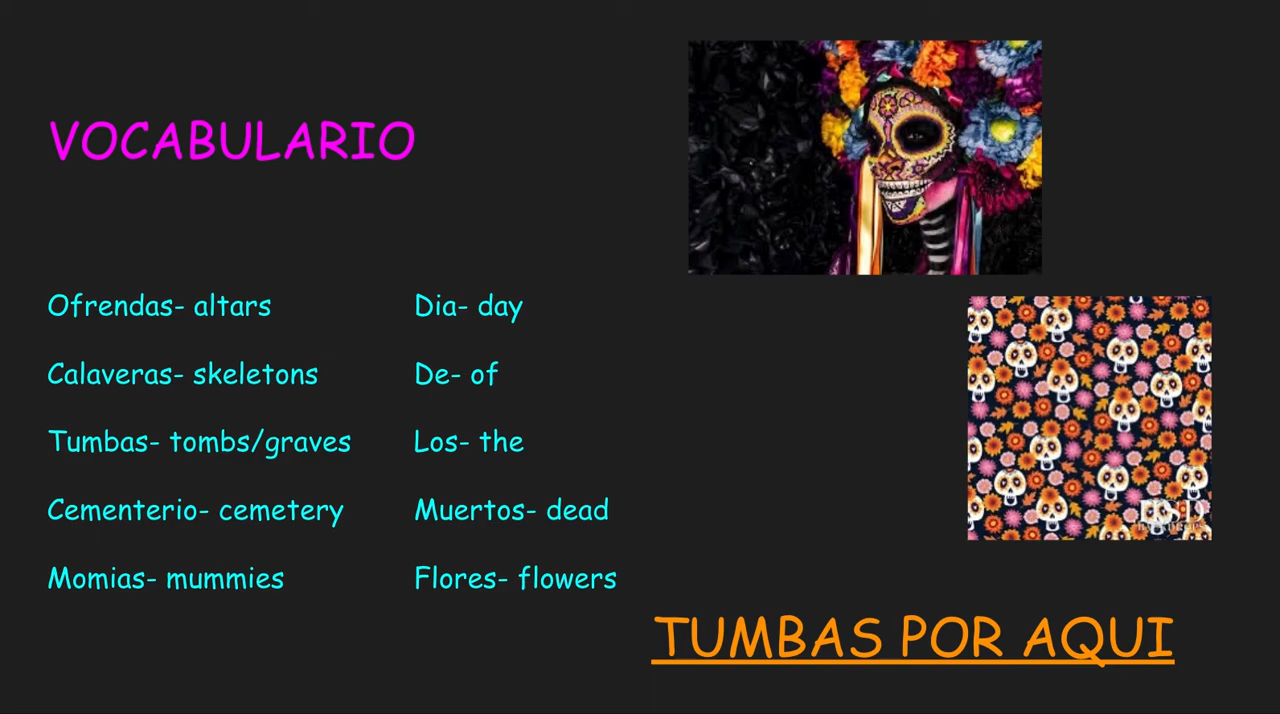 VOCABULARIO
Ofrendas- altars
Calaveras- skeletons
Tumbas- tombs/graves
Cementerio- cemetery
Momias- mummies
Dia- day
De- of
Los- the
Muertos- dead
Flores- flowers
TUMBAS POR AQUI